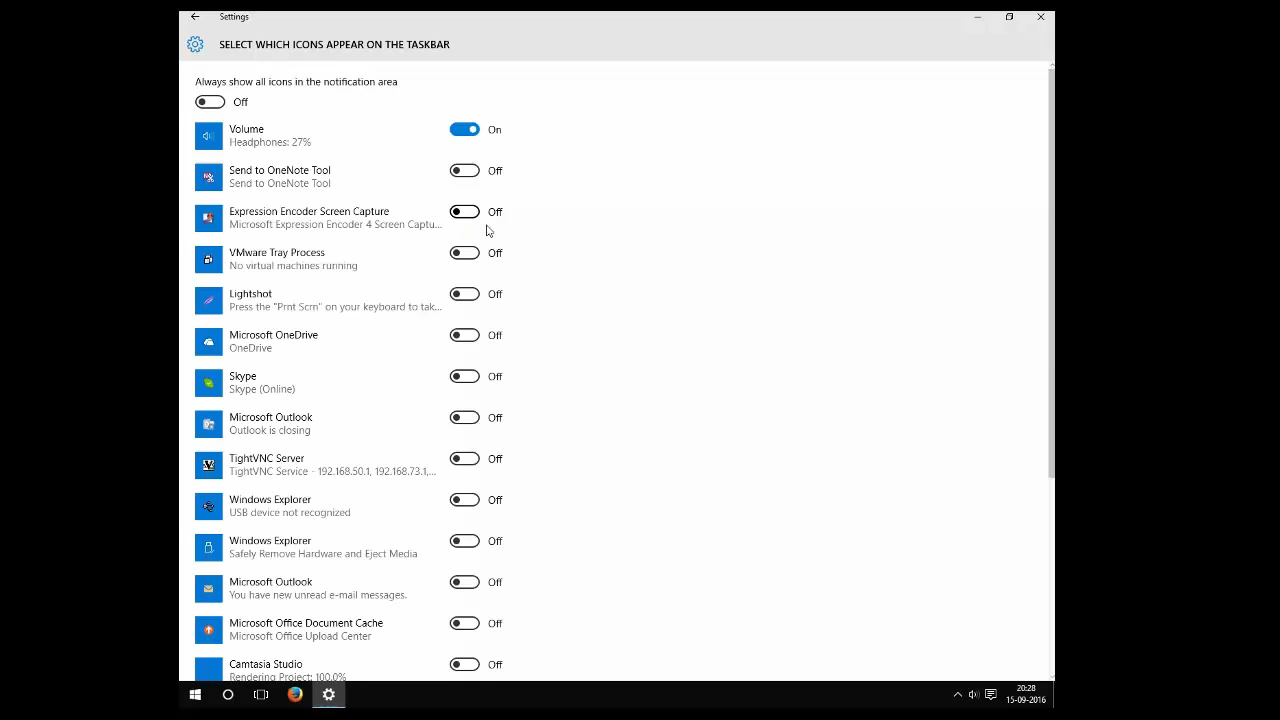 Settings
SELECT WHICH ICONS APPEAR ON THE TASKBAR
Always show all icons in the notification area
Off
Volume
On
Headphones: 27%
Send to OneNote Tool
Off
Send to OneNote Tool
Expression Encoder Screen Capture
Off
Microsoft Expression Encoder 4 Screen Captu...
VMware Tray Process
Off
No virtual machines running
Lightshot
Off
Press the "Prnt Scrn" on your keyboard to tak...
Microsoft OneDrive
Off
OneDrive
Skype
Off
Skype (Online)
Microsoft Outlook
Off
Outlook is closing
TightVNC Server
Off
TightVNC Service - 192.168.50.1, 192.168.73.1,...
Windows Explorer
Off
USB device not recognized
Windows Explorer
Off
Safely Remove Hardware and Eject Media
Microsoft Outlook
Off
You have new unread e-mail messages.
Microsoft Office Document Cache
Off
Microsoft Office Upload Center
Camtasia Studio
Off
Rendering Project: 100.0%
20:28
15-09-2016